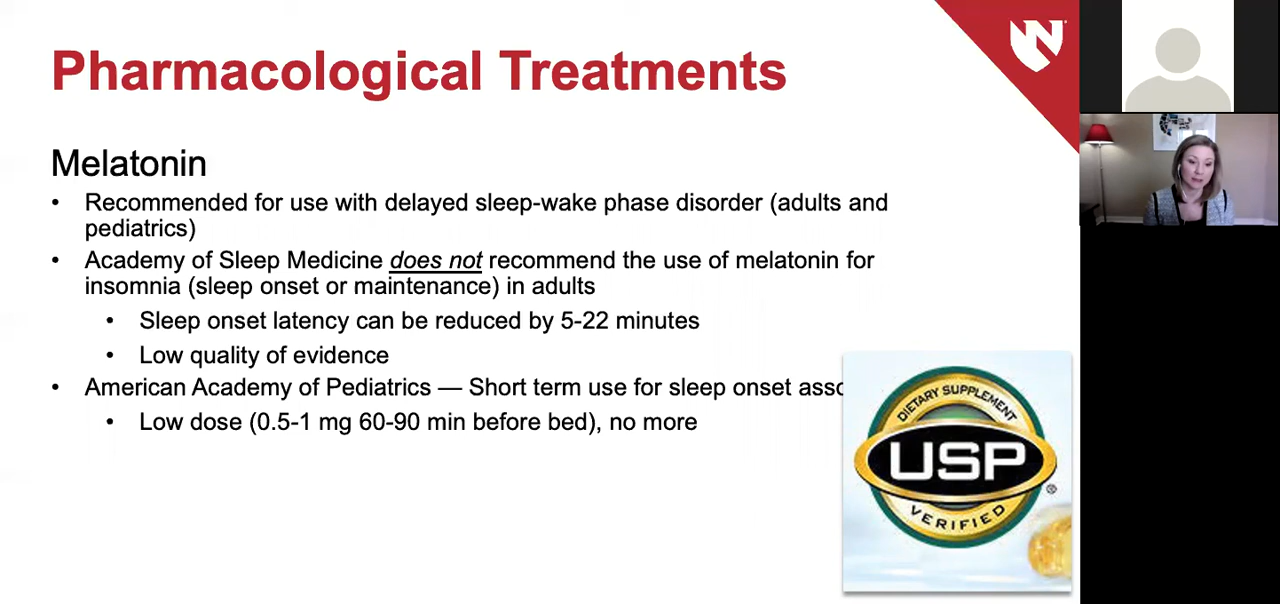 Pharmacological Treatments
Melatonin
• Recommended for use with delayed sleep-wake phase disorder (adults and
pediatrics)
• Academy of Sleep Medicine does not recommend the use of melatonin for
insomnia (sleep onset or maintenance) in adults
• Sleep onset latency can be reduced by 5-22 minutes
• Low quality of evidence
• American Academy of Pediatrics — Short term use for sleep onset
• Low dose (0.5-1 mg 60-90 min before bed), no more
DIETARY SUPPLEMENT
USP
®
VERIFIED
N